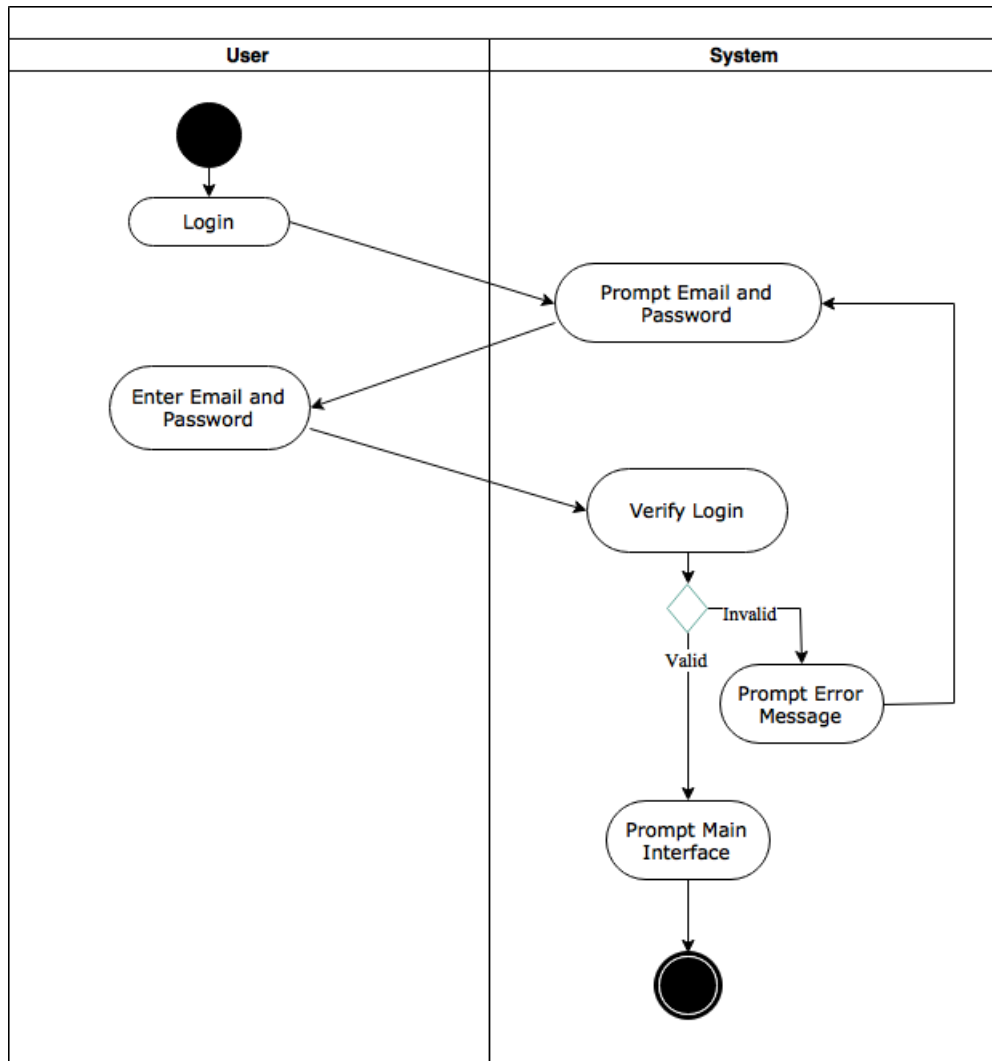 User
System
Login
Prompt Email and
Password
Enter Email and
Password
Verify Login
Invalid
Valid
Prompt Error
Message
Prompt Main
Interface